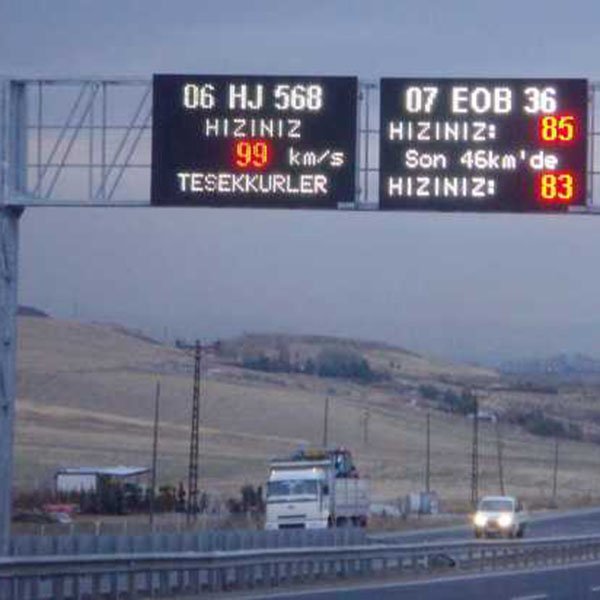 06 HJ 568
HIZINIZ
99 km/s
TESEKKURLER
07 EOB 36
HIZINIZ: 85
Son 46km'de
HIZINIZ: 83